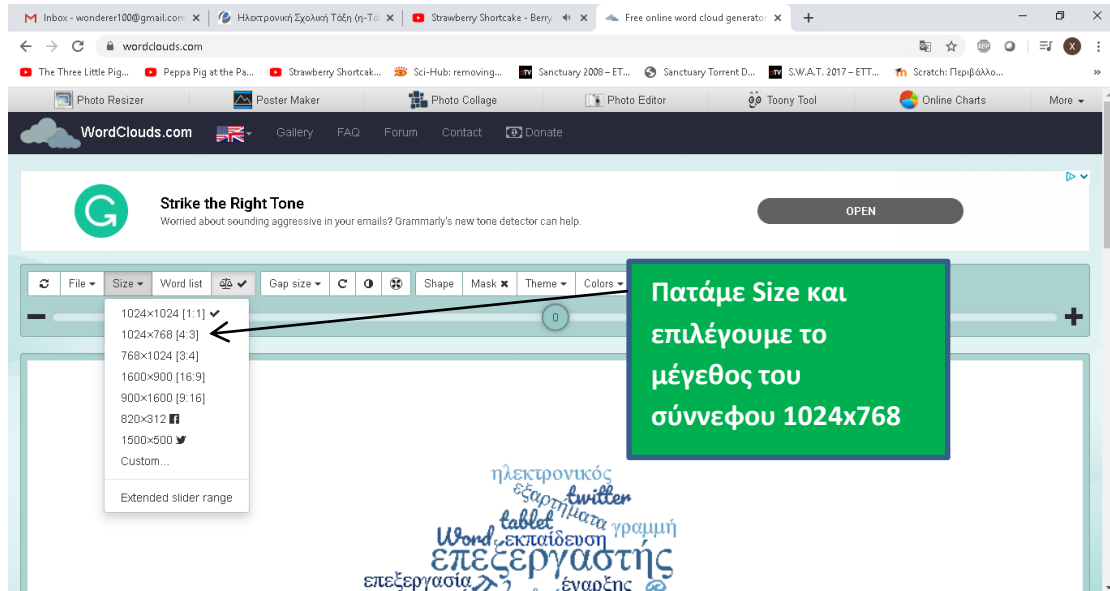 Inbox - wonderer100@gmail.com
Ηλεκτρονική Σχολική Τάξη (η-Τά
Strawberry Shortcake - Berry
Free online word cloud generator
wordclouds.com
The Three Little Pig...
Peppa Pig at the Pa...
Strawberry Shortcak...
Sci-Hub: removing...
Sanctuary 2008 – ET...
Sanctuary Torrent D...
S.W.A.T. 2017 – ETT...
Scratch: Περιβάλλο...
Photo Resizer
Poster Maker
Photo Collage
Photo Editor
Toony Tool
Online Charts
More
WordClouds.com
Gallery
FAQ
Forum
Contact
Donate
Strike the Right Tone
Worried about sounding aggressive in your emails? Grammarly's new tone detector can help.
OPEN
File
Size
Word list
Gap size
Shape
Mask
Theme
Colors
0
1024×1024 [1:1]
1024×768 [4:3]
768×1024 [3:4]
1600×900 [16:9]
900×1600 [9:16]
820×312
1500×500
Custom...
Extended slider range
Πατάμε Size και
επιλέγουμε το
μέγεθος του
σύννεφου 1024x768
ηλεκτρονικός
εξαρτήματα
twitter
tablet
γραμμή
Word
εκπαίδευση
επεξεργαστής
επεξεργασία
έναρξης
@